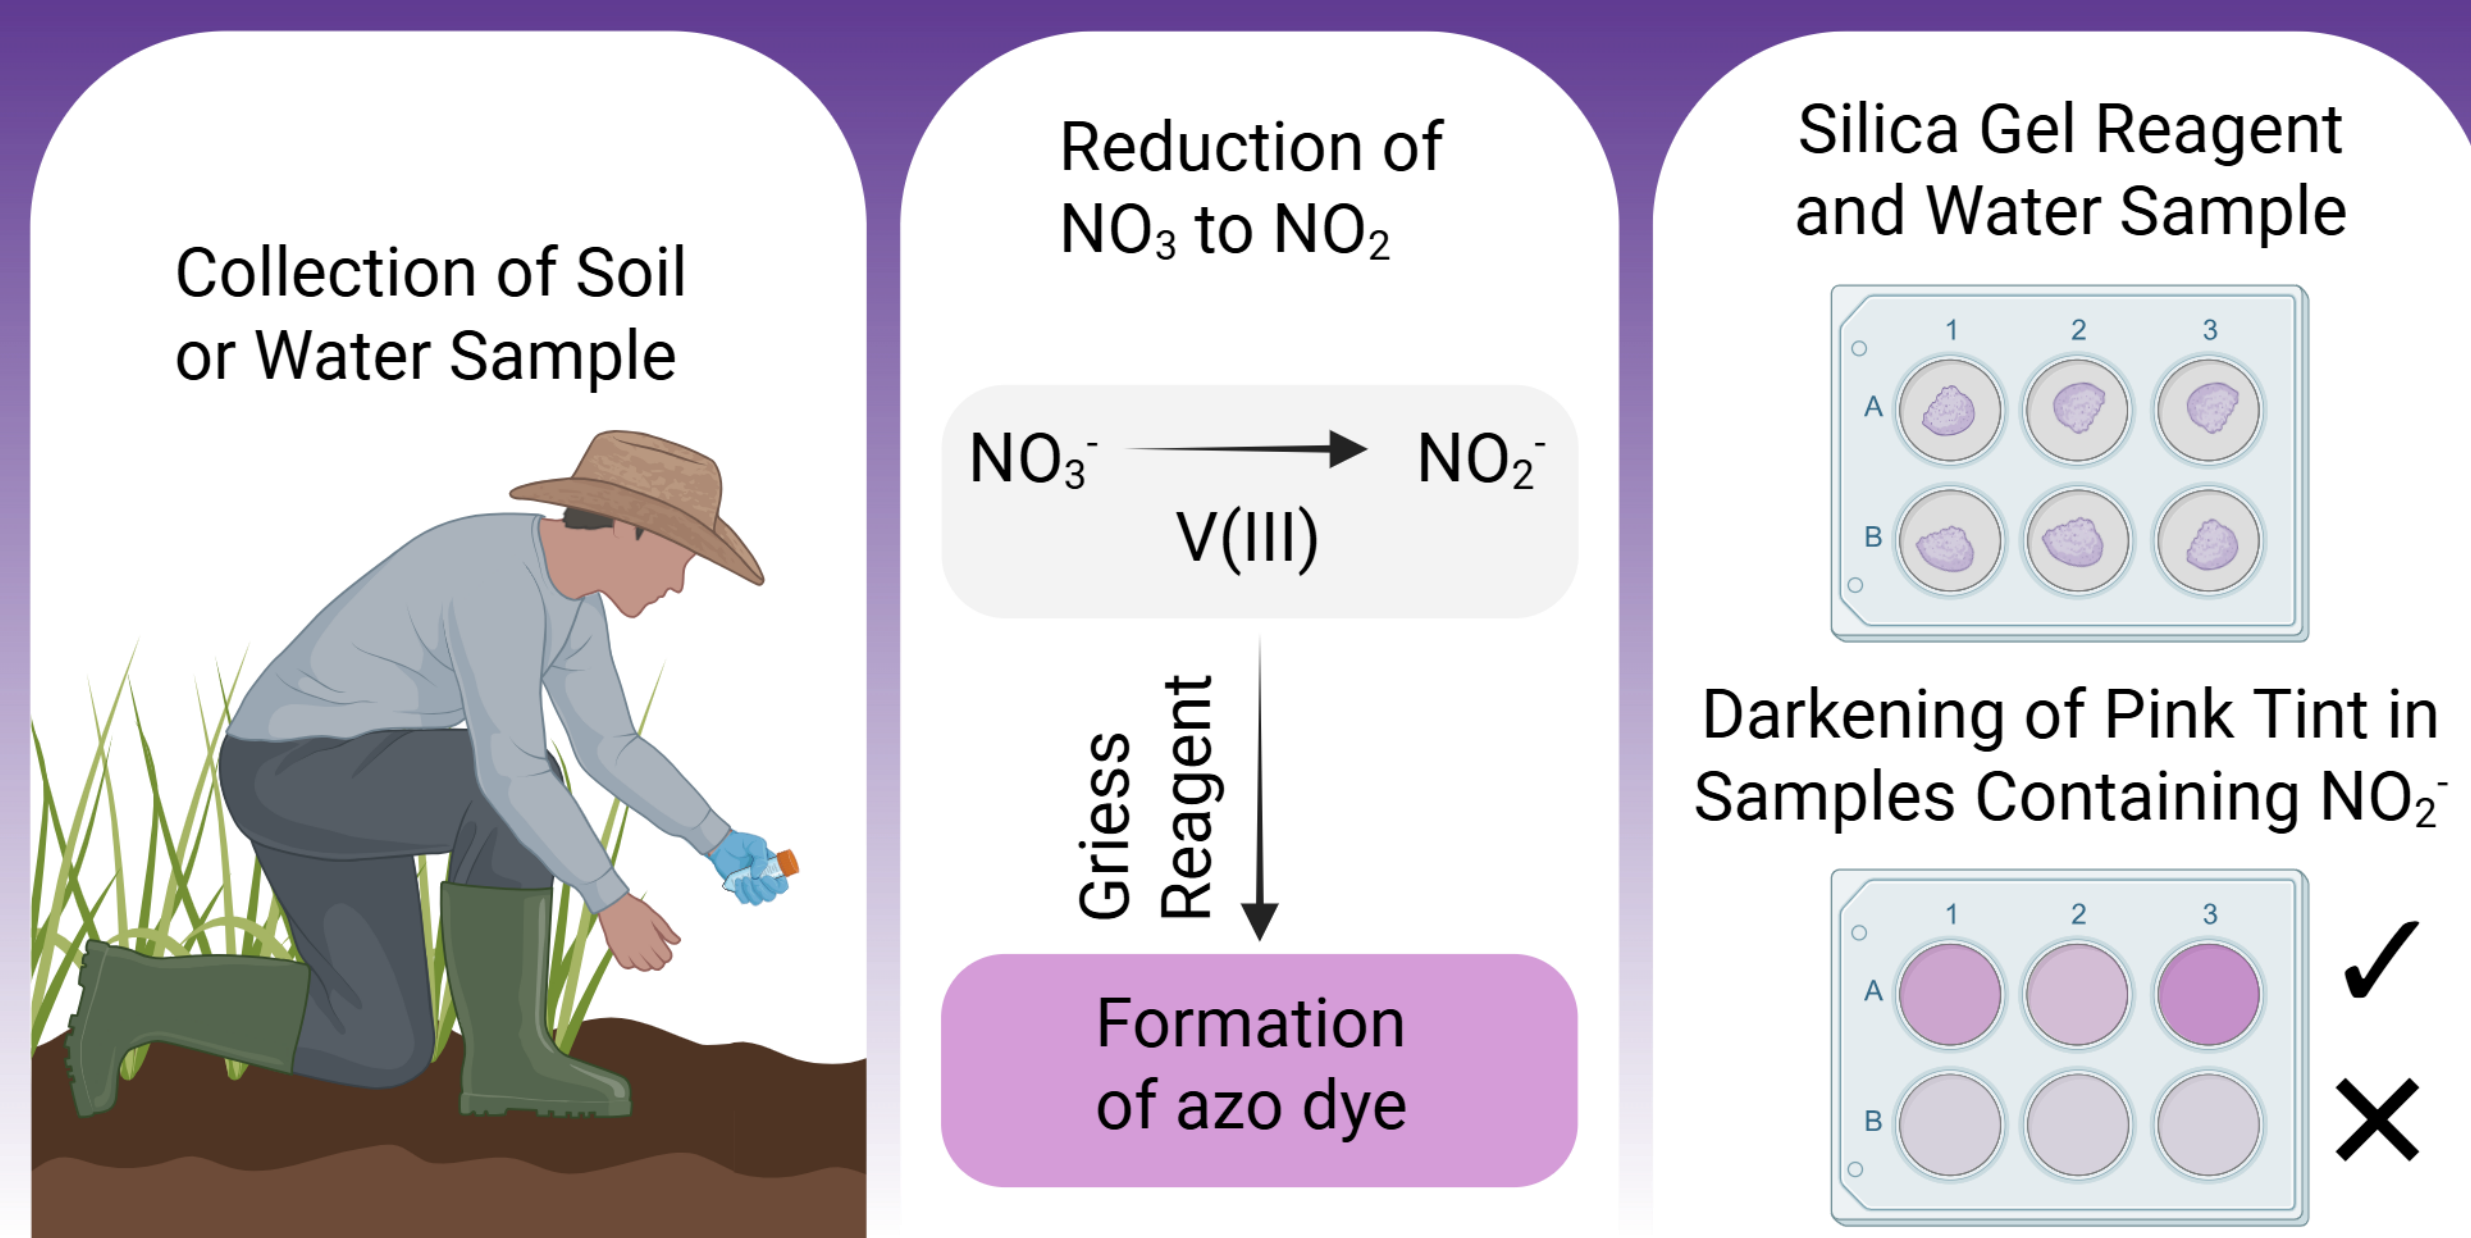 Collection of Soil
or Water Sample
Reduction of
NO₃ to NO₂
NO₃⁻ NO₂⁻
V(III)
Griess
Reagent
Formation
of azo dye
Silica Gel Reagent
and Water Sample
1 2 3
A
B
Darkening of Pink Tint in
Samples Containing NO₂⁻
1 2 3
A
B